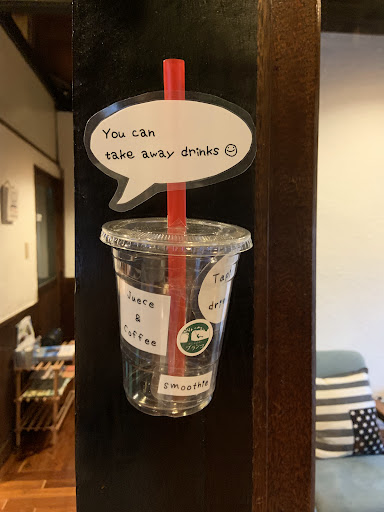 You can
take away drinks
Juece
&
Coffee
smoothie